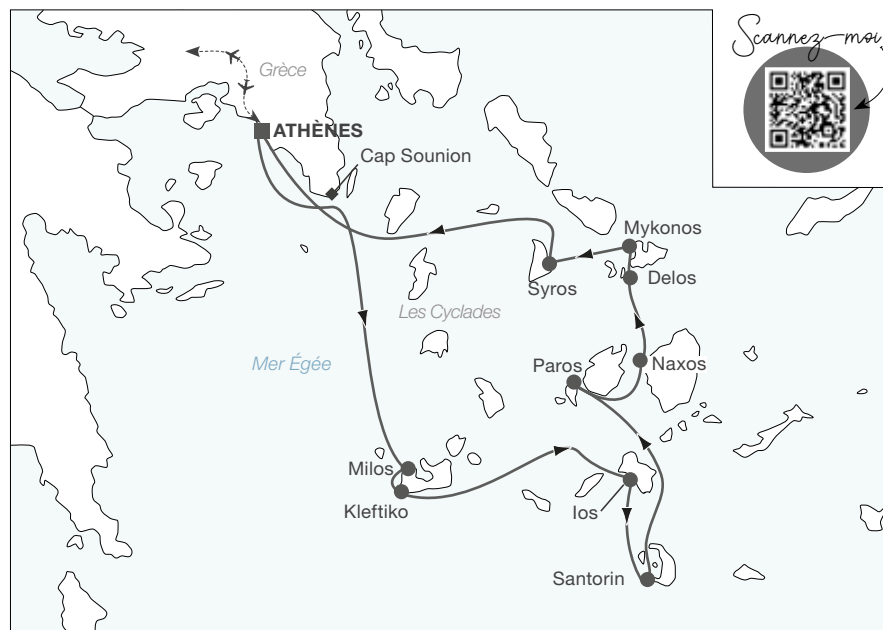 Scannez-moi
Grèce
ATHÈNES
Cap Sounion
Mykonos
Delos
Syros
Les Cyclades
Mer Égée
Paros
Naxos
Milos
Kleftiko
Ios
Santorin